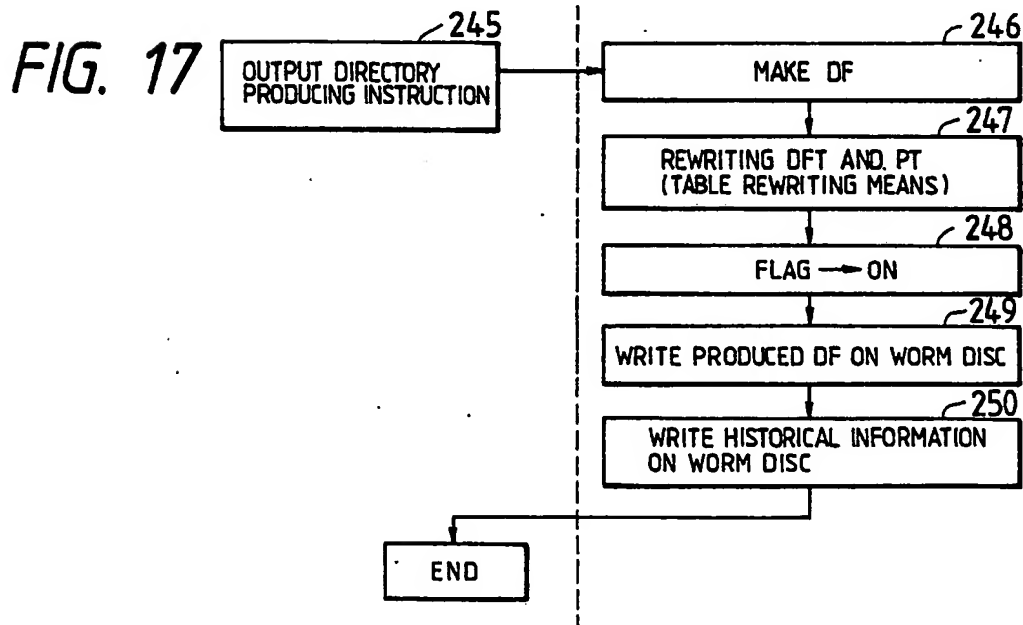 FIG. 17
245
OUTPUT DIRECTORY
PRODUCING INSTRUCTION
246
MAKE DF
247
REWRITING DFT AND. PT
(TABLE REWRITING MEANS)
248
FLAG → ON
249
WRITE PRODUCED DF ON WORM DISC
250
WRITE HISTORICAL INFORMATION
ON WORM DISC
END